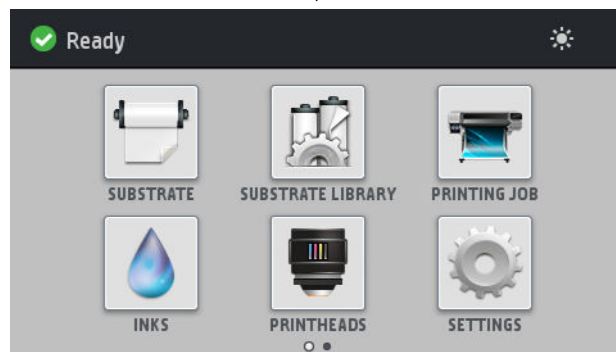 Ready
SUBSTRATE SUBSTRATE LIBRARY PRINTING JOB
INKS PRINTHEADS SETTINGS